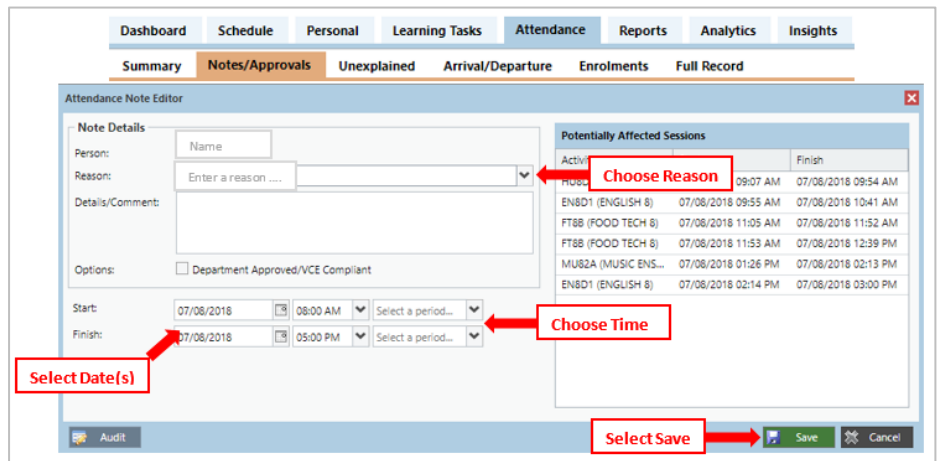 Dashboard Schedule Personal Learning Tasks Attendance Reports Analytics Insights
Summary Notes/Approvals Unexplained Arrival/Departure Enrolments Full Record
Attendance Note Editor
Note Details
Person: Name
Reason: Enter a reason ....
Choose Reason
Details/Comment:
Options: Department Approved/VCE Compliant
Start: 07/08/2018 08:00 AM Select a period...
Finish: 07/08/2018 05:00 PM Select a period...
Choose Time
Select Date(s)
Potentially Affected Sessions
Finish
09:07 AM 07/08/2018 09:54 AM
EN8D1 (ENGLISH 8) 07/08/2018 09:55 AM 07/08/2018 10:41 AM
FT8B (FOOD TECH 8) 07/08/2018 11:05 AM 07/08/2018 11:52 AM
FT8B (FOOD TECH 8) 07/08/2018 11:53 AM 07/08/2018 12:39 PM
MU82A (MUSIC ENS... 07/08/2018 01:26 PM 07/08/2018 02:13 PM
EN8D1 (ENGLISH 8) 07/08/2018 02:14 PM 07/08/2018 03:00 PM
Audit
Select Save
Save Cancel